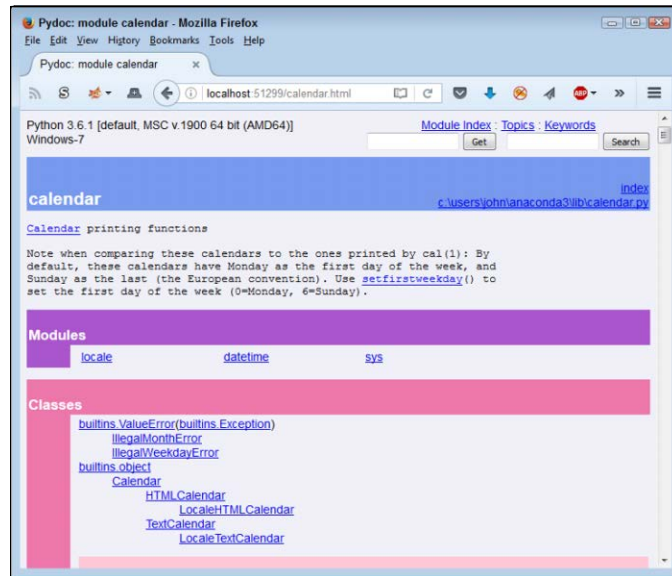 Pydoc: module calendar - Mozilla Firefox
File Edit View History Bookmarks Tools Help
Pydoc: module calendar ×
localhost:51299/calendar.html
ABP
Python 3.6.1 [default, MSC v.1900 64 bit (AMD64)]
Windows-7
Module Index : Topics : Keywords
Get Search
calendar
index
c:\users\john\anaconda3\lib\calendar.py
Calendar printing functions
Note when comparing these calendars to the ones printed by cal(1): By
default, these calendars have Monday as the first day of the week, and
Sunday as the last (the European convention). Use setfirstweekday() to
set the first day of the week (0=Monday, 6=Sunday).
Modules
locale datetime sys
Classes
builtins.ValueError(builtins.Exception)
IllegalMonthError
IllegalWeekdayError
builtins.object
Calendar
HTMLCalendar
LocaleHTMLCalendar
TextCalendar
LocaleTextCalendar